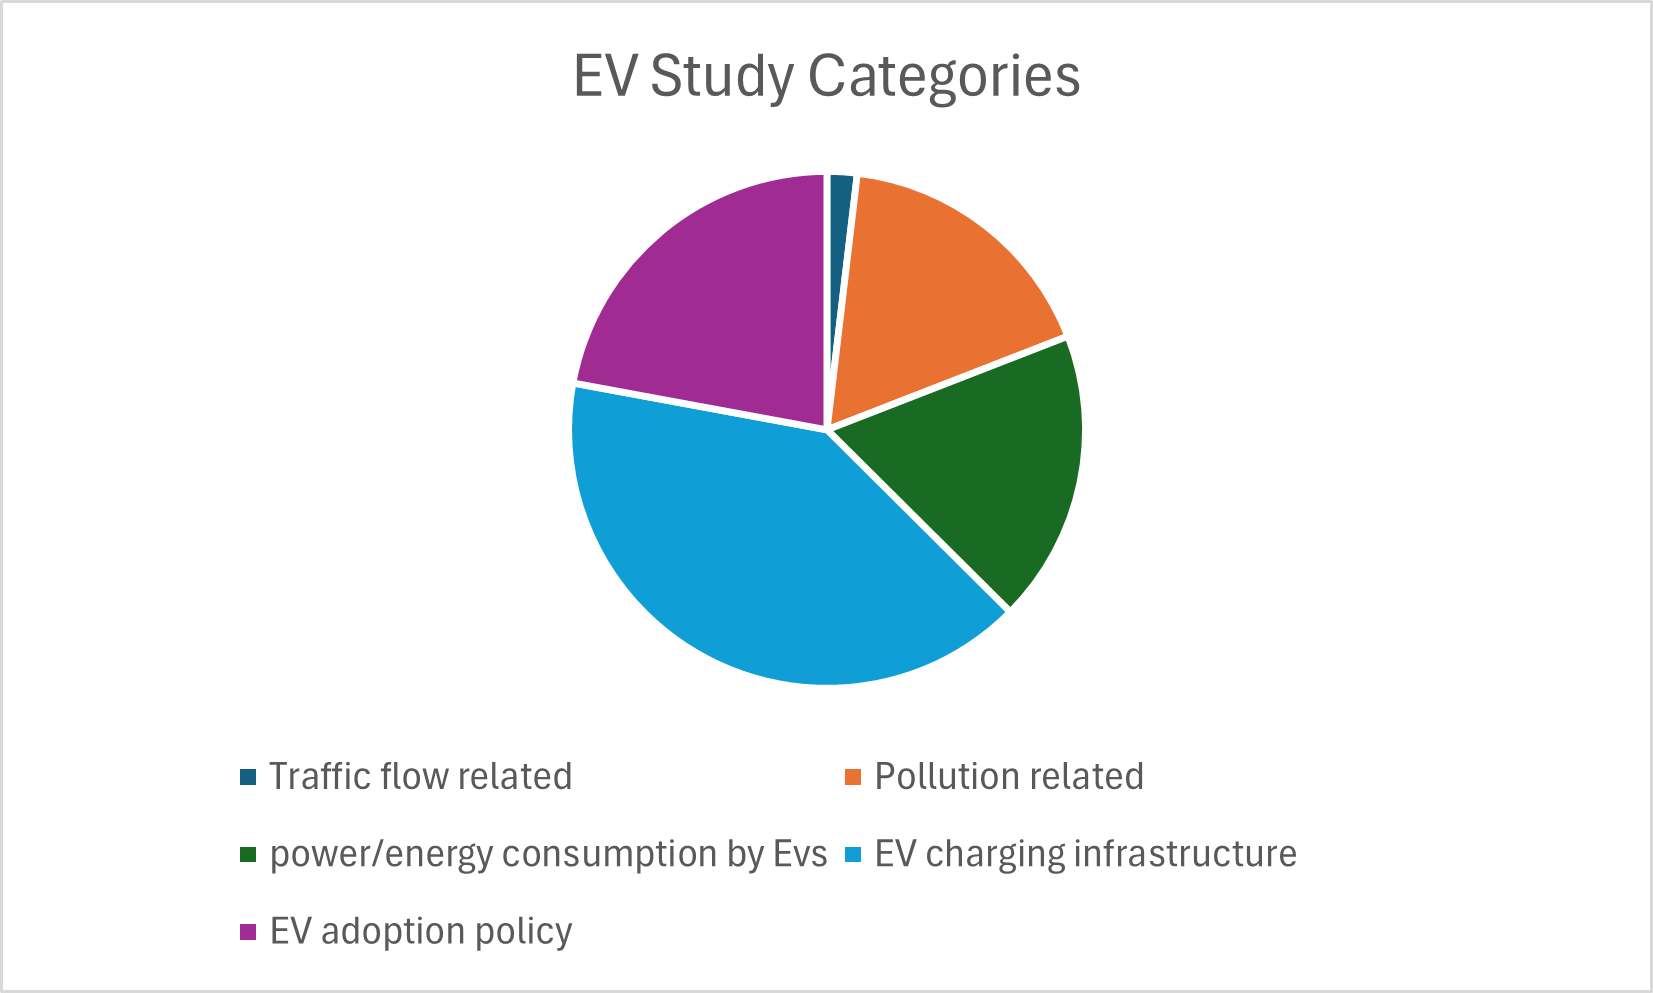 EV Study Categories
Traffic flow related
Pollution related
power/energy consumption by Evs
EV charging infrastructure
EV adoption policy